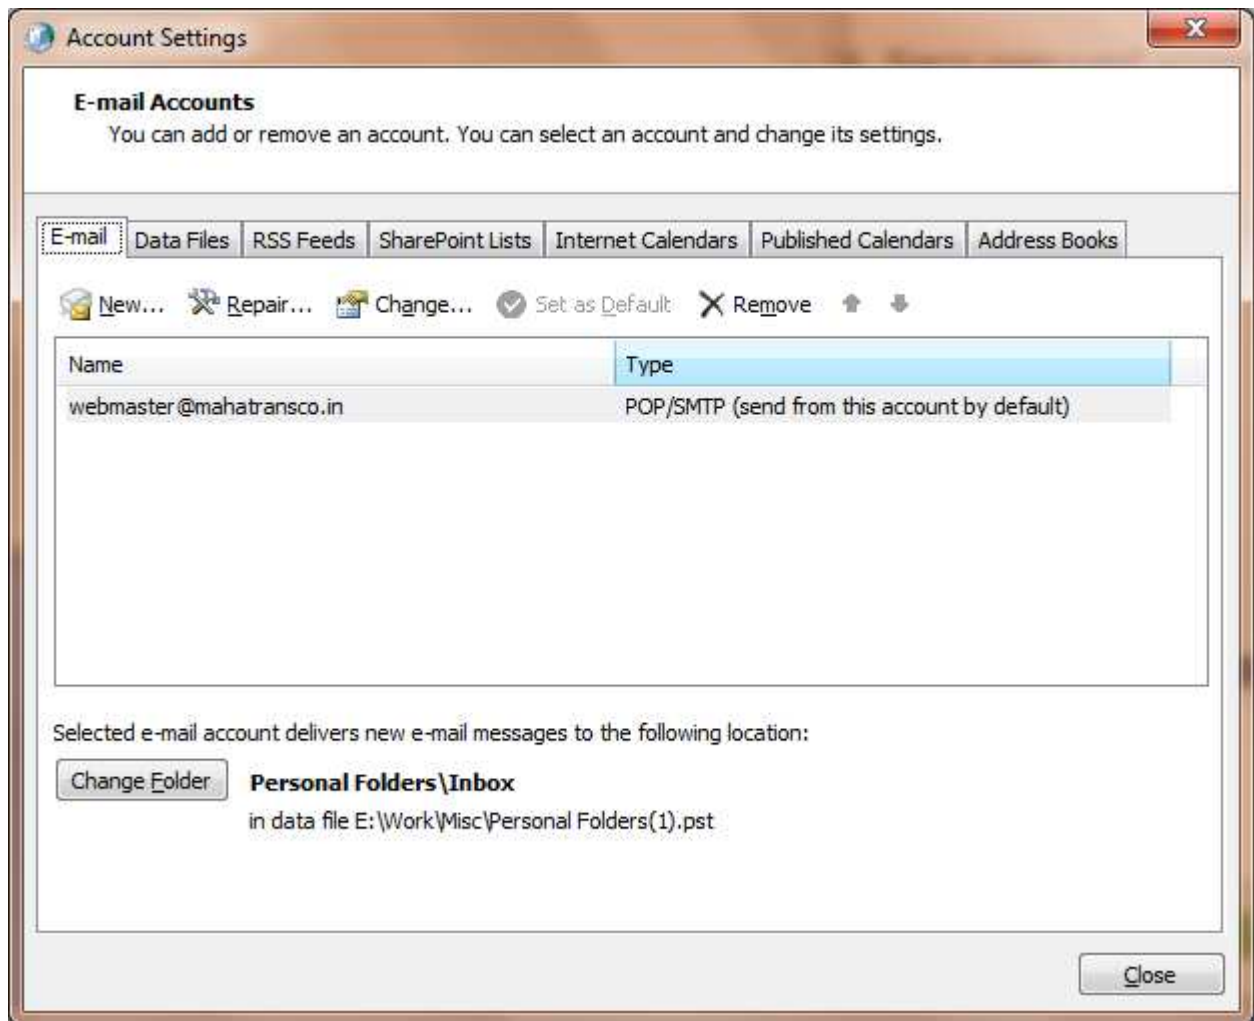 Account Settings
E-mail Accounts
You can add or remove an account. You can select an account and change its settings.
E-mail Data Files RSS Feeds SharePoint Lists Internet Calendars Published Calendars Address Books
New... Repair... Change... Set as Default Remove
Name Type
webmaster@mahatransco.in POP/SMTP (send from this account by default)
Selected e-mail account delivers new e-mail messages to the following location:
Change Folder Personal Folders\Inbox
in data file E:\Work\Misc\Personal Folders(1).pst
Close